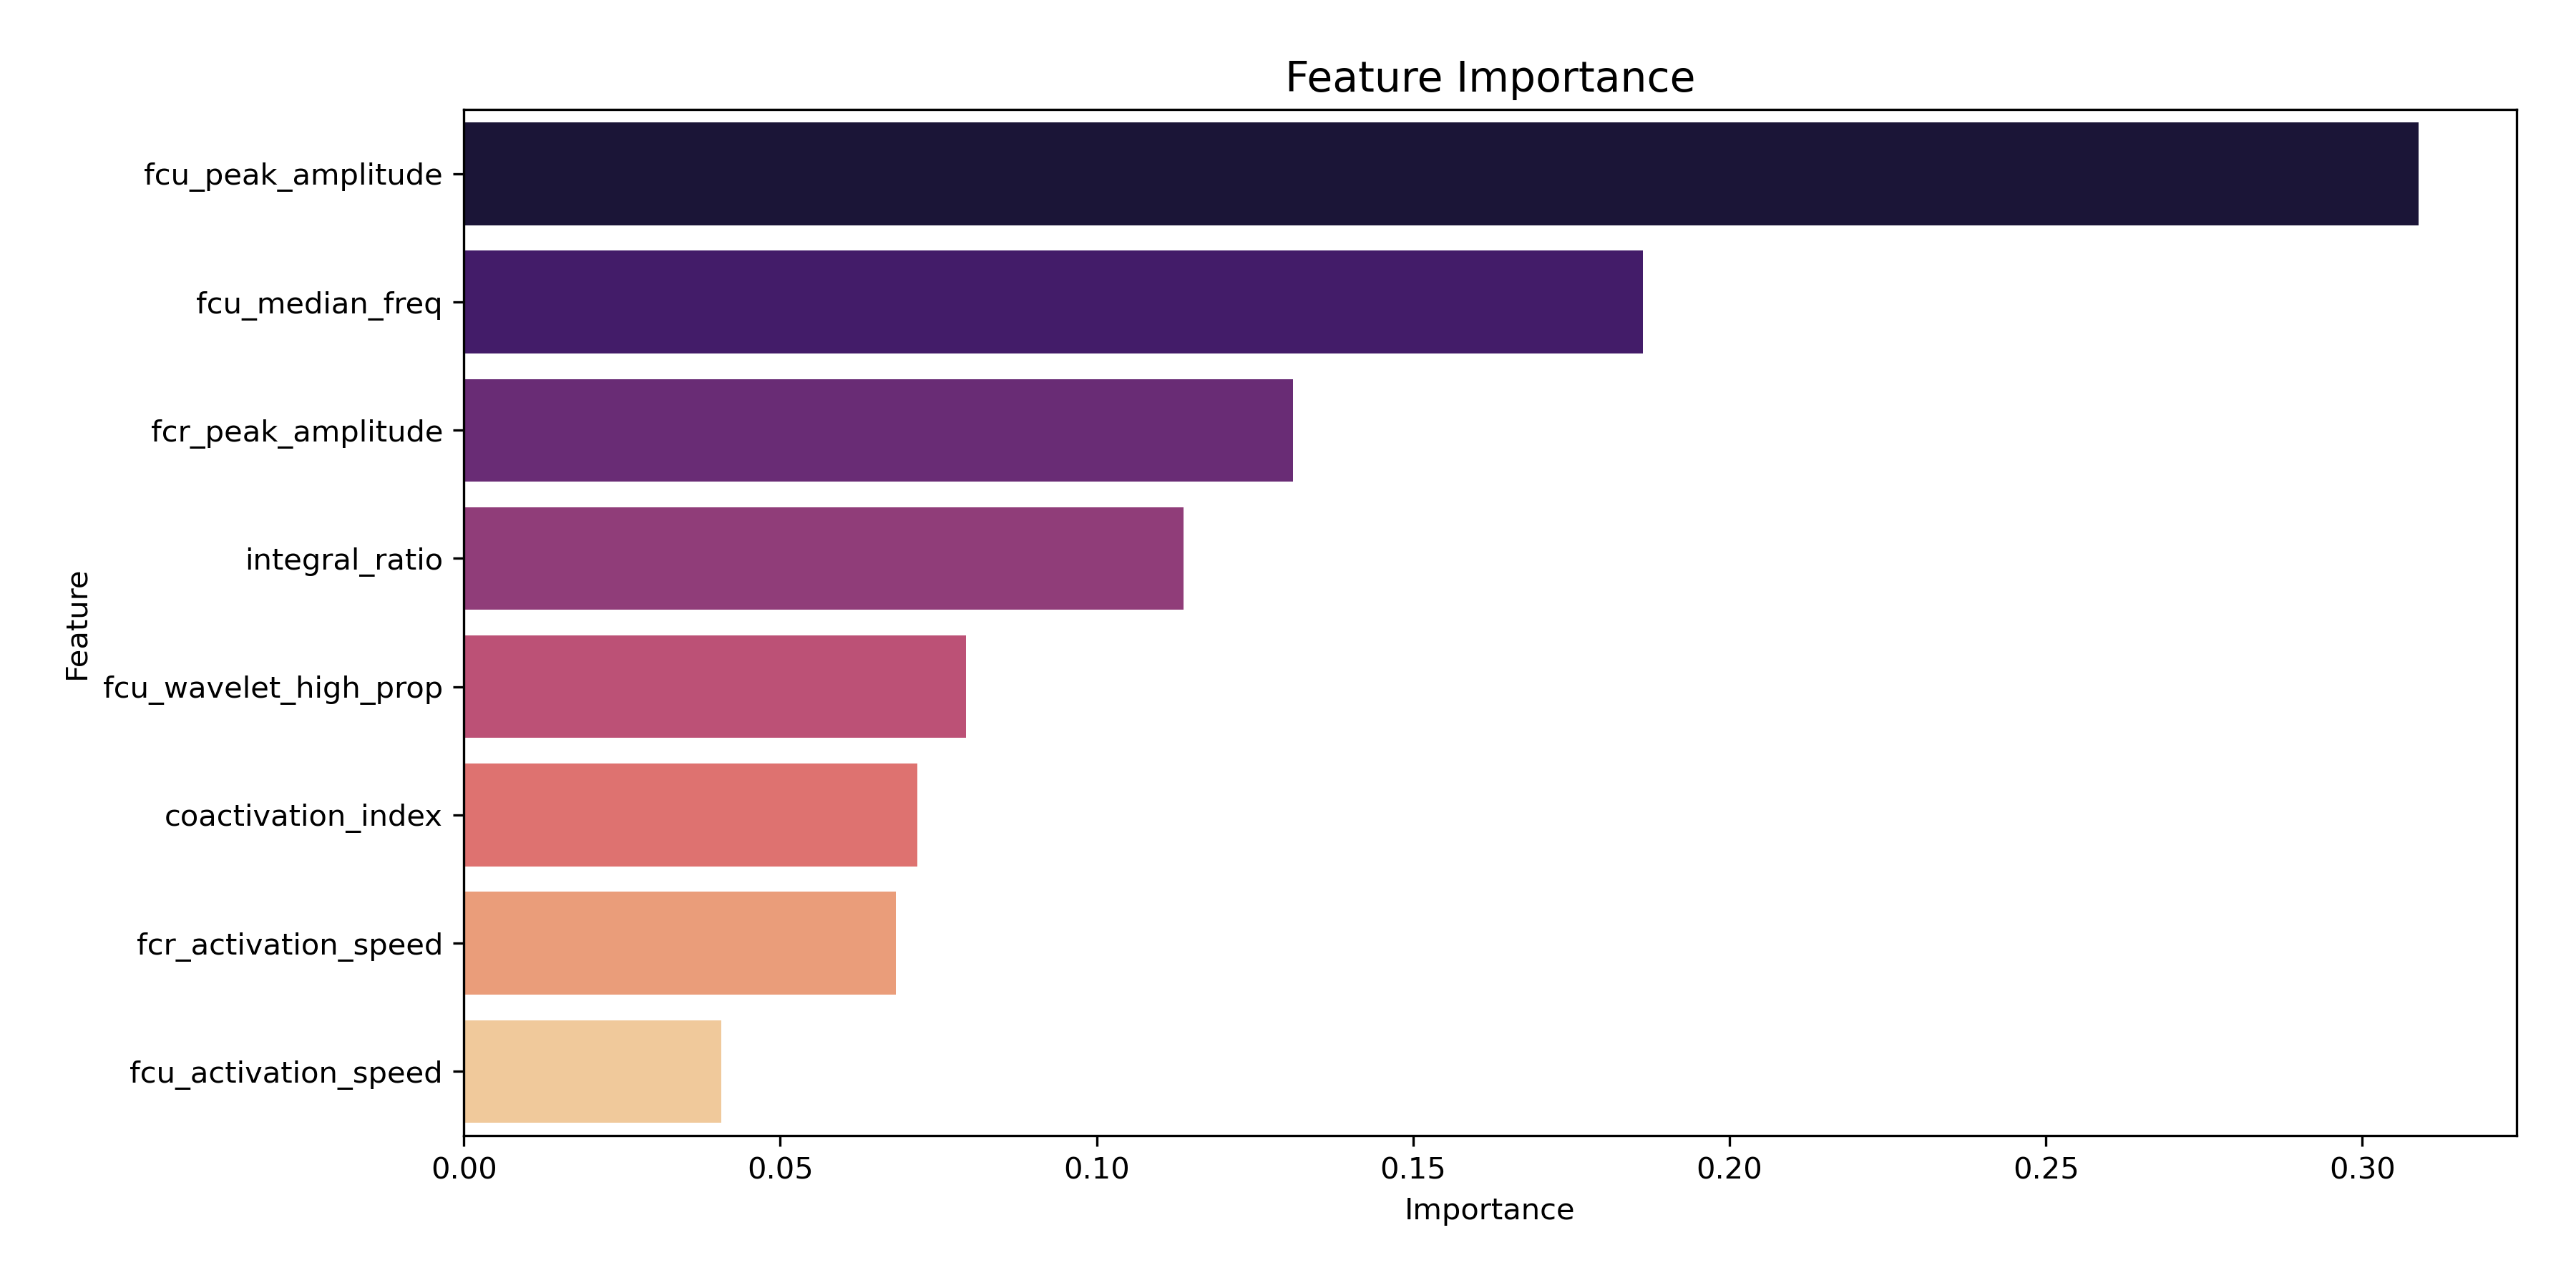 Feature Importance
Feature
fcu_peak_amplitude
fcu_median_freq
fcr_peak_amplitude
integral_ratio
fcu_wavelet_high_prop
coactivation_index
fcr_activation_speed
fcu_activation_speed
0.00 0.05 0.10 0.15 0.20 0.25 0.30
Importance